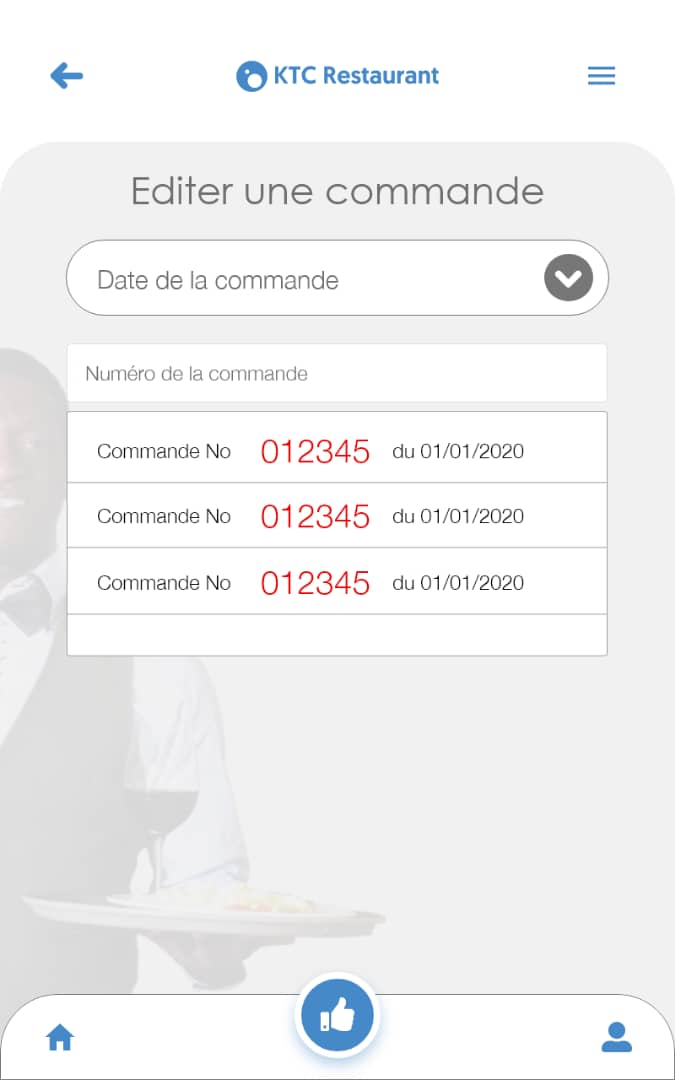 KTC Restaurant
Editer une commande
Date de la commande
Numéro de la commande
Commande No 012345 du 01/01/2020
Commande No 012345 du 01/01/2020
Commande No 012345 du 01/01/2020